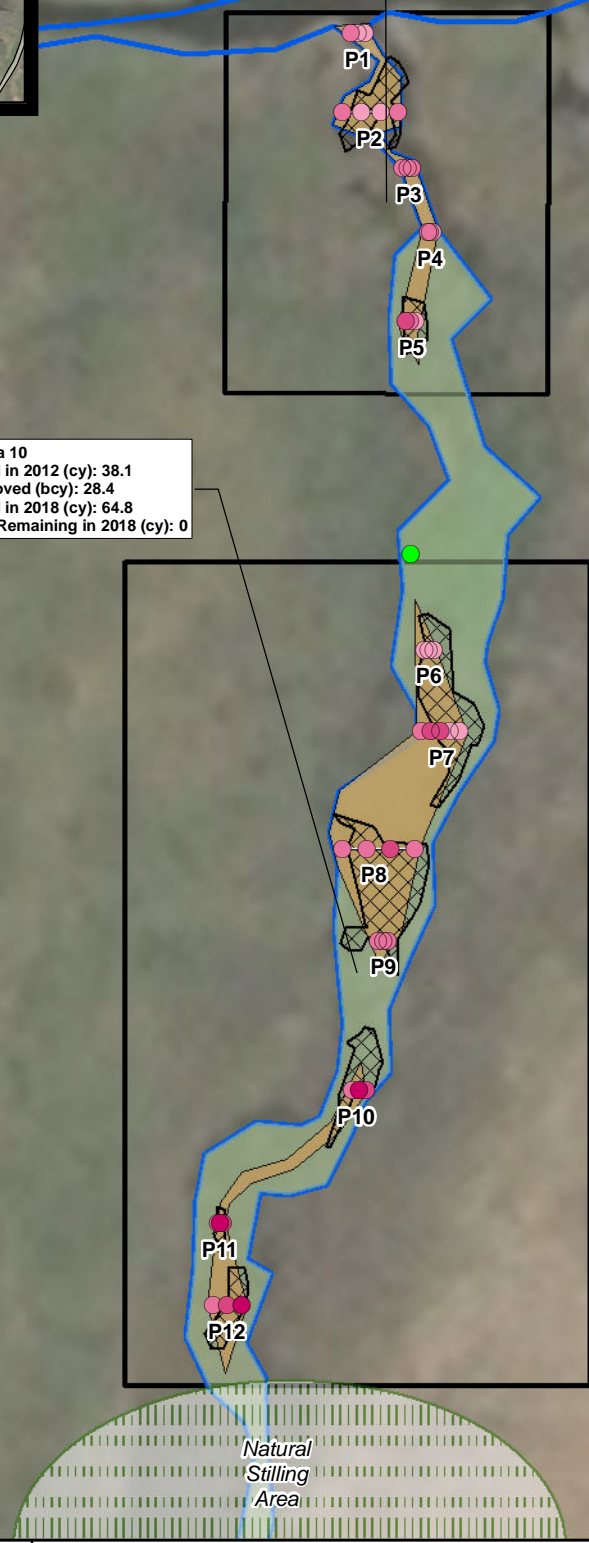 P1
P2
P3
P4
P5
a 10
in 2012 (cy): 38.1
oved (bcy): 28.4
in 2018 (cy): 64.8
Remaining in 2018 (cy): 0
P6
P7
P8
P9
P10
P11
P12
Natural
Stilling
Area